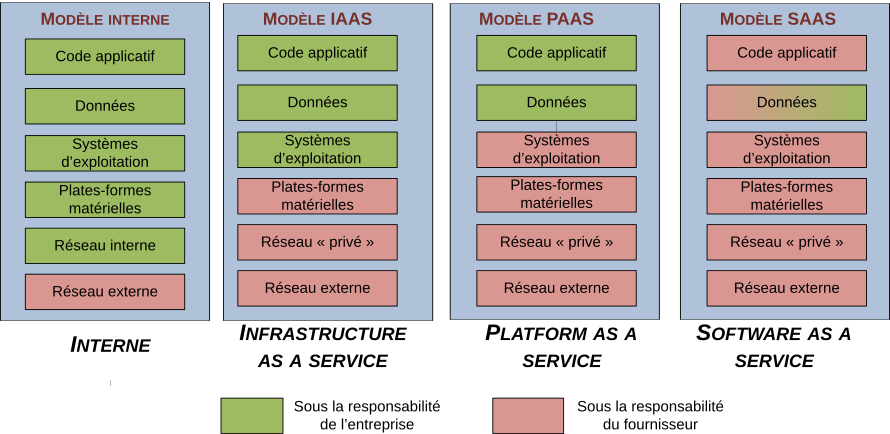 MODÈLE INTERNE
Code applicatif
Données
Systèmes
d’exploitation
Plates-formes
matérielles
Réseau interne
Réseau externe
INTERNE
MODÈLE IAAS
Code applicatif
Données
Systèmes
d’exploitation
Plates-formes
matérielles
Réseau « privé »
Réseau externe
INFRASTRUCTURE
AS A SERVICE
MODÈLE PAAS
Code applicatif
Données
Systèmes
d’exploitation
Plates-formes
matérielles
Réseau « privé »
Réseau externe
PLATFORM AS A
SERVICE
MODÈLE SAAS
Code applicatif
Données
Systèmes
d’exploitation
Plates-formes
matérielles
Réseau « privé »
Réseau externe
SOFTWARE AS A
SERVICE
Sous la responsabilité
de l’entreprise
Sous la responsabilité
du fournisseur